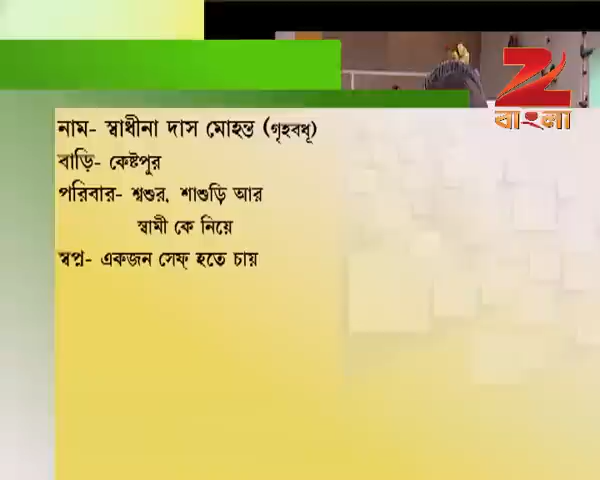 Z
বাংলা
নাম- স্বাধীনা দাস মোহন্ত (গৃহবধূ)
বাড়ি- কেষ্টপুর
পরিবার- শ্বশুর, শাশুড়ি আর
স্বামী কে নিয়ে
স্বপ্ন- একজন সেফ্ হতে চায়